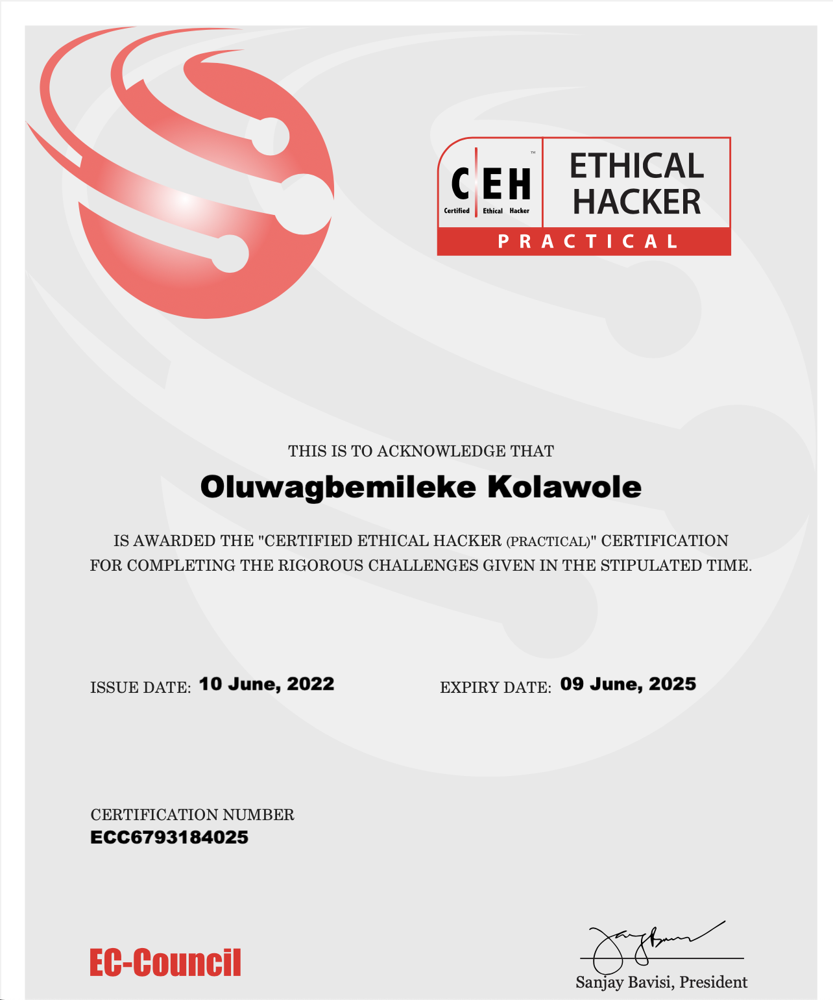 C EH ™
Certified Ethical Hacker
ETHICAL
HACKER
PRACTICAL
THIS IS TO ACKNOWLEDGE THAT
Oluwagbemileke Kolawole
IS AWARDED THE "CERTIFIED ETHICAL HACKER (PRACTICAL)" CERTIFICATION
FOR COMPLETING THE RIGOROUS CHALLENGES GIVEN IN THE STIPULATED TIME.
ISSUE DATE: 10 June, 2022
EXPIRY DATE: 09 June, 2025
CERTIFICATION NUMBER
ECC6793184025
EC-Council
Sanjay Bavisi, President